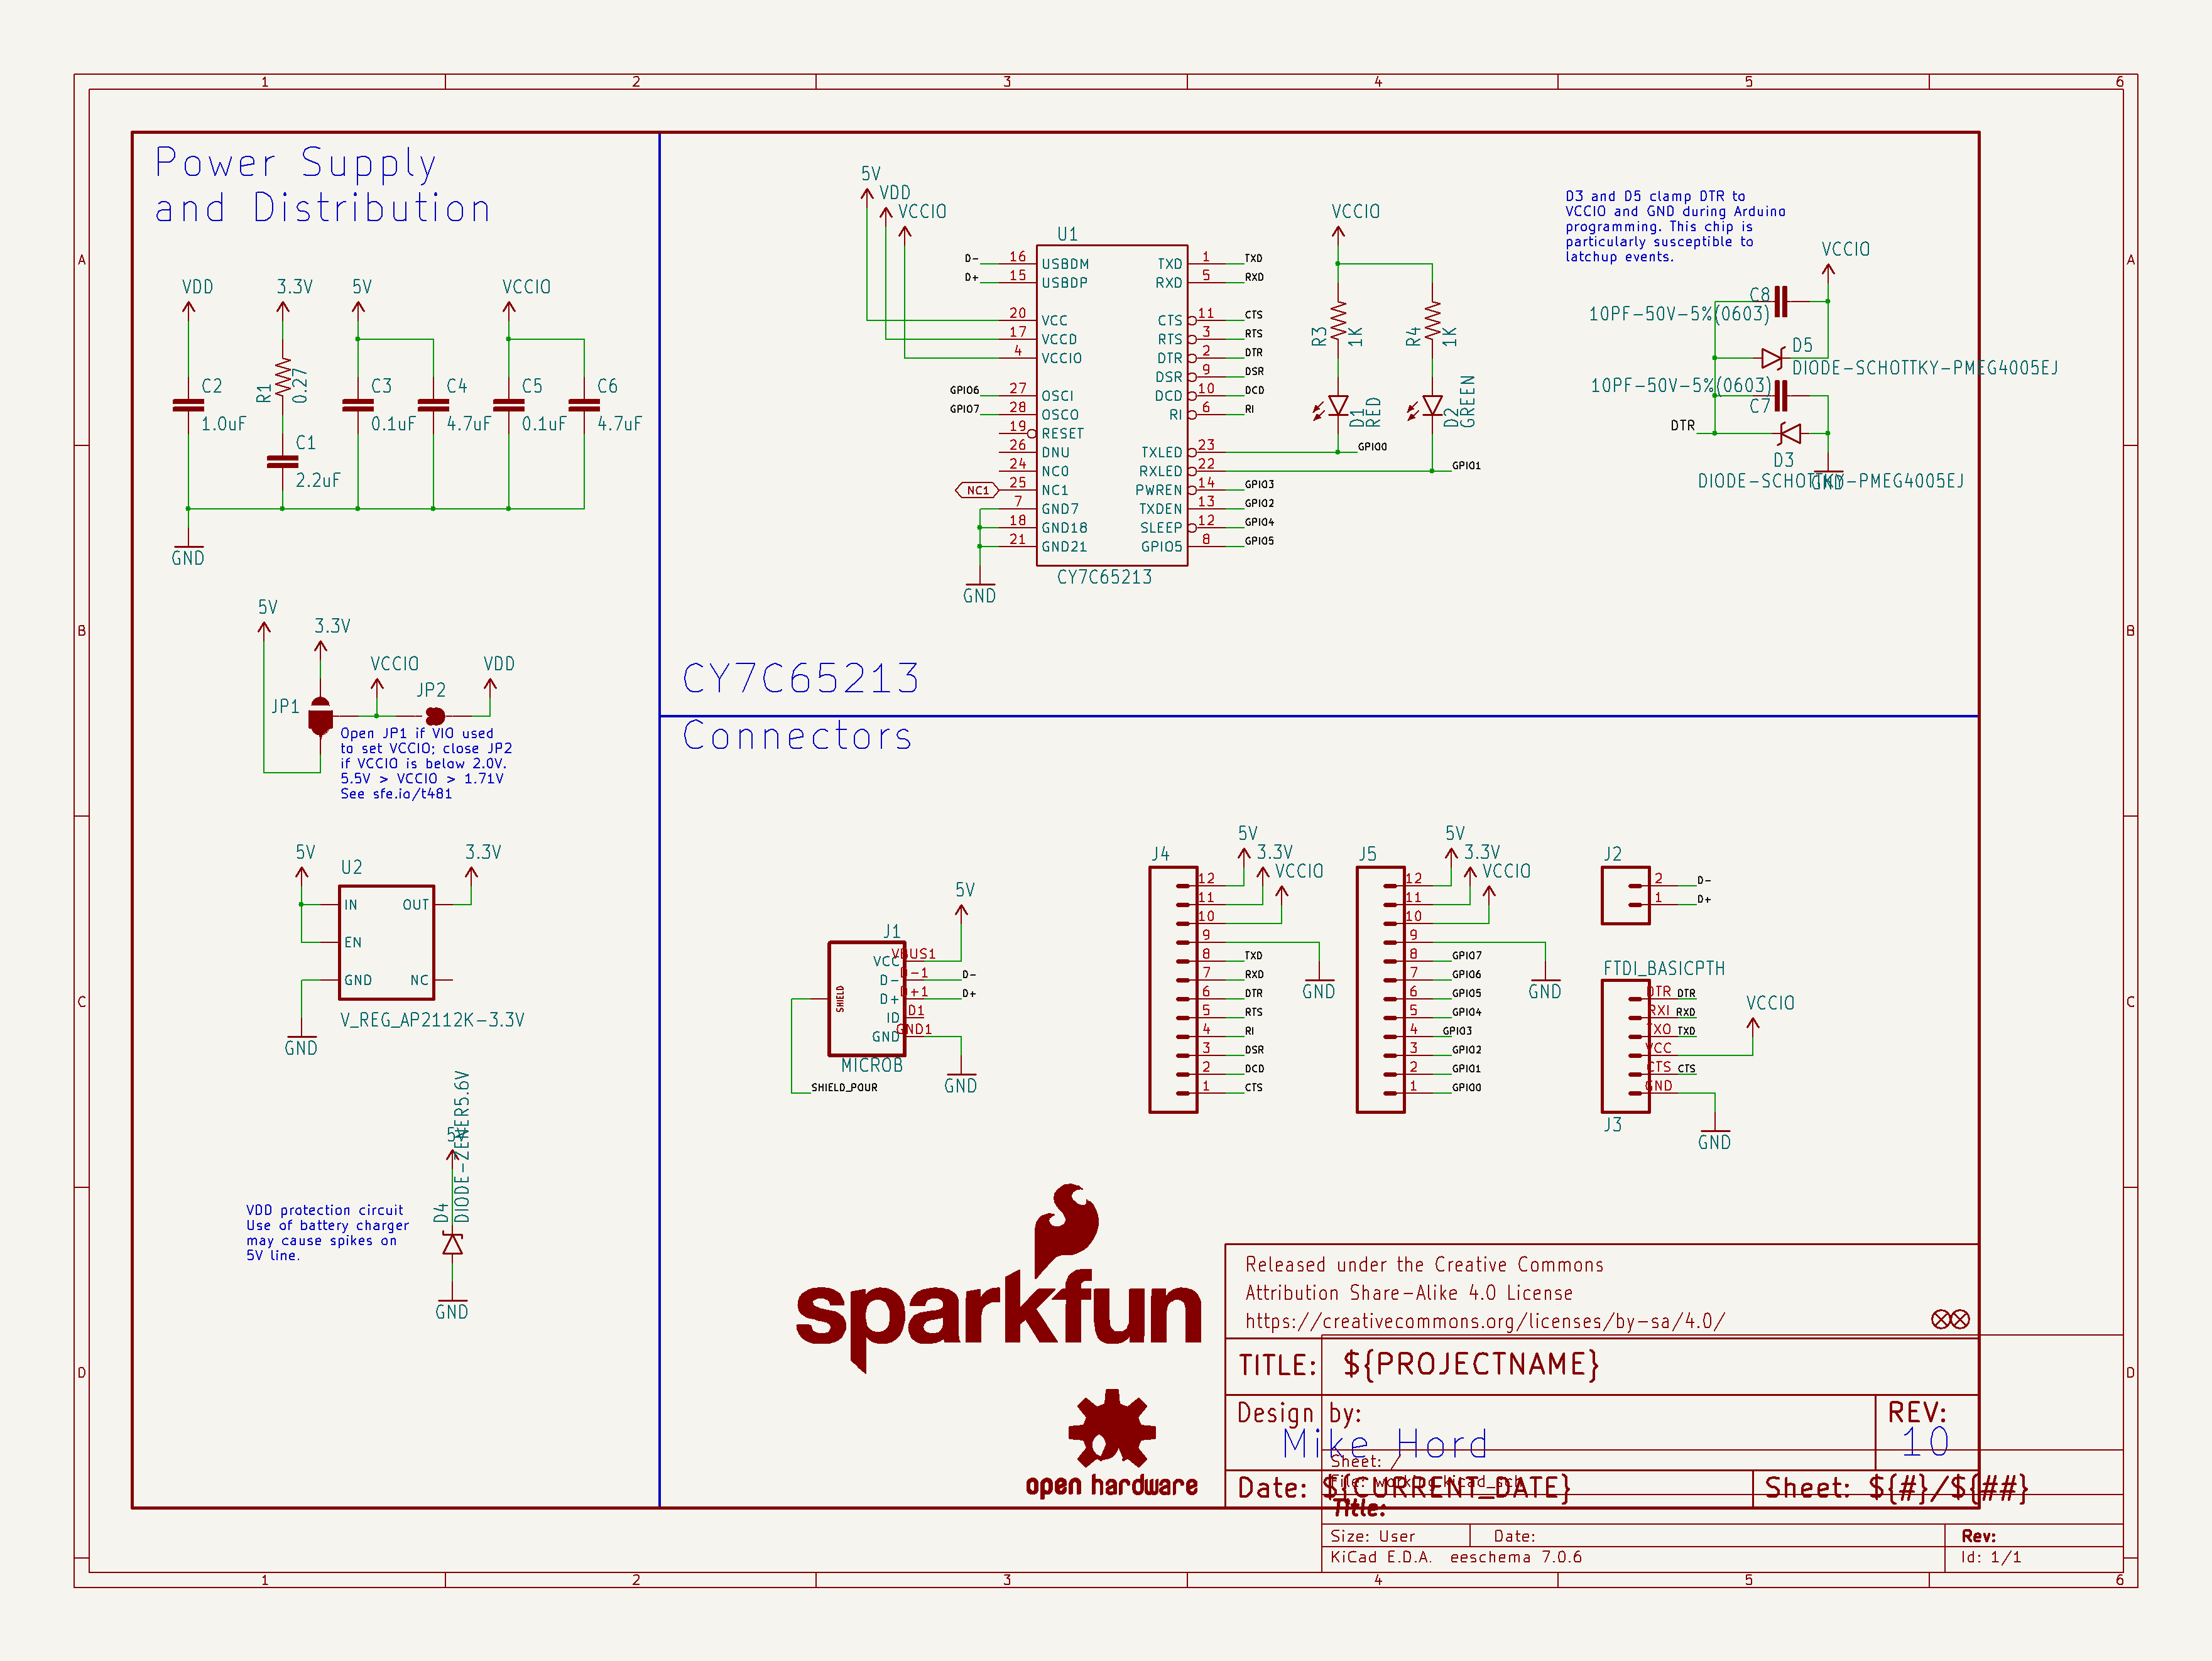 1 2 3 4 5 6
A
B
C
D
A
B
C
D
1 2 3 4 5 6
Power Supply
and Distribution
VDD
3.3V
5V
VCCIO
C2
1.0uF
R1
0.27
C1
2.2uF
C3
0.1uF
C4
4.7uF
C5
0.1uF
C6
4.7uF
GND
5V
3.3V
VCCIO
VDD
JP1
JP2
Open JP1 if VIO used
to set VCCIO; close JP2
if VCCIO is below 2.0V.
5.5V > VCCIO > 1.71V
See sfe.io/t481
5V
U2
3.3V
IN
OUT
EN
GND
NC
V_REG_AP2112K-3.3V
GND
5V
DIODE-ZENER5.6V
D4
VDD protection circuit
Use of battery charger
may cause spikes on
5V line.
GND
5V
VDD
VCCIO
U1
D- 16 USBDM
D+ 15 USBDP
20 VCC
17 VCCD
4 VCCIO
GPIO6 27 OSCI
GPIO7 28 OSCO
19 RESET
26 DNU
24 NC0
NC1 25 NC1
7 GND7
18 GND18
21 GND21
GND
TXD 1 TXD
RXD 5 RXD
CTS 11 CTS
RTS 3 RTS
DTR 2 DTR
DSR 9 DSR
DCD 10 DCD
RI 6 RI
TXLED 23 GPIO0
RXLED 22 GPIO1
PWREN 14 GPIO3
TXDEN 13 GPIO2
SLEEP 12 GPIO4
GPIO5 8 GPIO5
CY7C65213
VCCIO
R3
1K
R4
1K
D1
RED
D2
GREEN
D3 and D5 clamp DTR to
VCCIO and GND during Arduino
programming. This chip is
particularly susceptible to
latchup events.
VCCIO
C8
10PF-50V-5%(0603)
D5
DIODE-SCHOTTKY-PMEG4005EJ
10PF-50V-5%(0603)
C7
DTR
D3
DIODE-SCHOTTKY-PMEG4005EJ
GND
CY7C65213
Connectors
J1
5V
VCC VBUS1
D- D-1 D-
D+ D+1 D+
ID D1
GND GND1
SHIELD
MICROB
SHIELD_POUR
GND
J4
5V
3.3V
VCCIO
12
11
10
9
8 TXD
7 RXD
6 DTR
5 RTS
4 RI
3 DSR
2 DCD
1 CTS
GND
J5
5V
3.3V
VCCIO
12
11
10
9
8 GPIO7
7 GPIO6
6 GPIO5
5 GPIO4
4 GPIO3
3 GPIO2
2 GPIO1
1 GPIO0
GND
J2
2 D-
1 D+
FTDI_BASICPTH
DTR DTR
RXI RXD
TXO TXD
VCC
CTS CTS
GND
VCCIO
J3
GND
sparkfun
open hardware
Released under the Creative Commons
Attribution Share-Alike 4.0 License
https://creativecommons.org/licenses/by-sa/4.0/
TITLE: ${PROJECTNAME}
Design by:
Mike Hord
REV:
10
Date: ${CURRENT_DATE}
Sheet: ${#}/${##}
Sheet: /
File: working.kicad_sch
Title:
Size: User
Date:
Rev:
KiCad E.D.A. eeschema 7.0.6
Id: 1/1